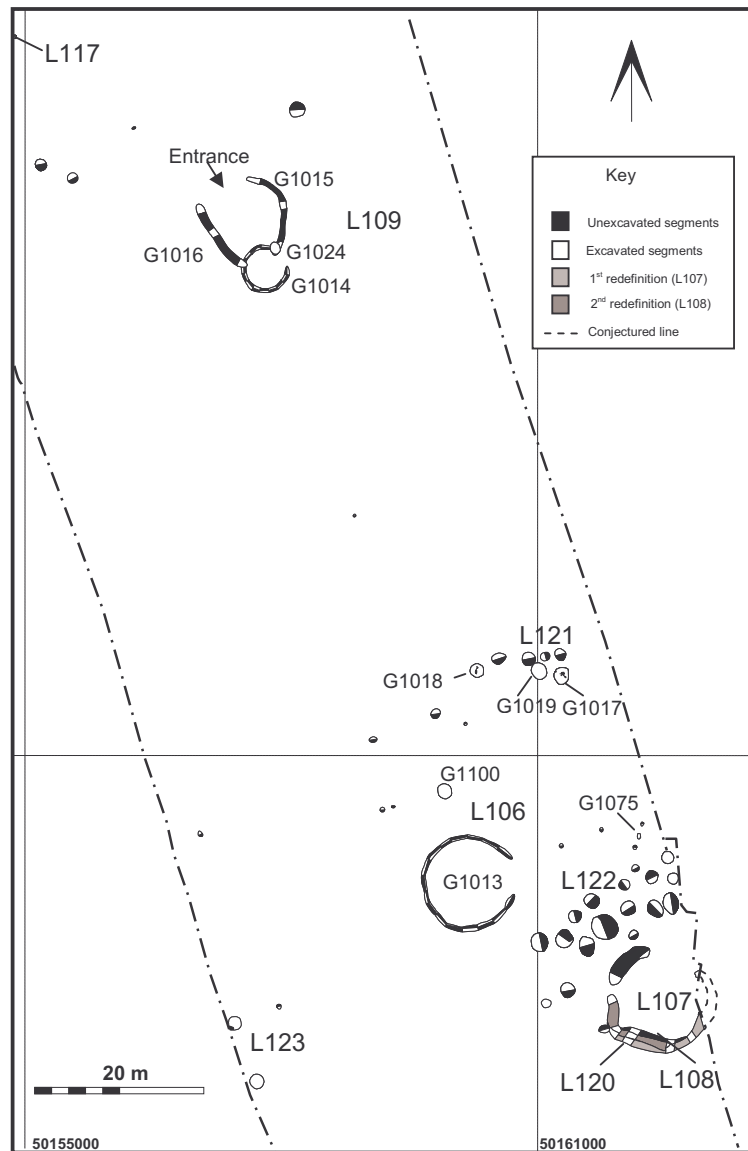 L117
Entrance
G1015
L109
G1016
G1024
G1014
Key
Unexcavated segments
Excavated segments
1st redefinition (L107)
2nd redefinition (L108)
Conjectured line
L121
G1018
G1019
G1017
G1100
L106
G1075
G1013
L122
L107
L123
L120
L108
20 m
50155000
50161000